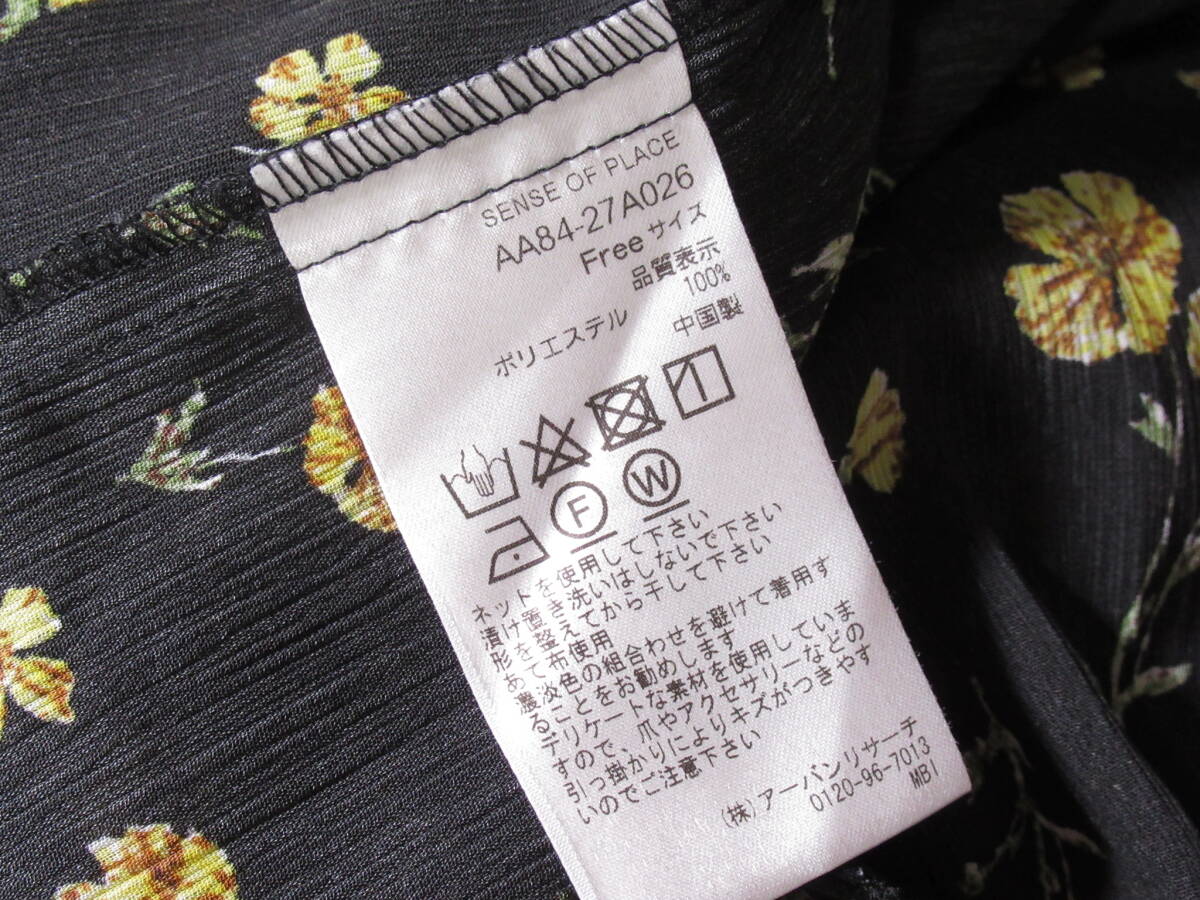 SENSE OF PLACE
AA84-27A026
Freeサイズ
品質表示
100%
ポリエステル
中国製
F
W
ネットを使用して下さい
漬け置き洗いはしないで下さい
形を整えてから干して下さい
あて布使用
濃淡色の組合わせを避けて着用す
ることをお勧めします
デリケートな素材を使用していま
すので、爪やアクセサリーなどの
引っ掛かりによりキズがつきやす
いのでご注意下さい
(株)アーバンリサーチ
0120-96-7013
MBI